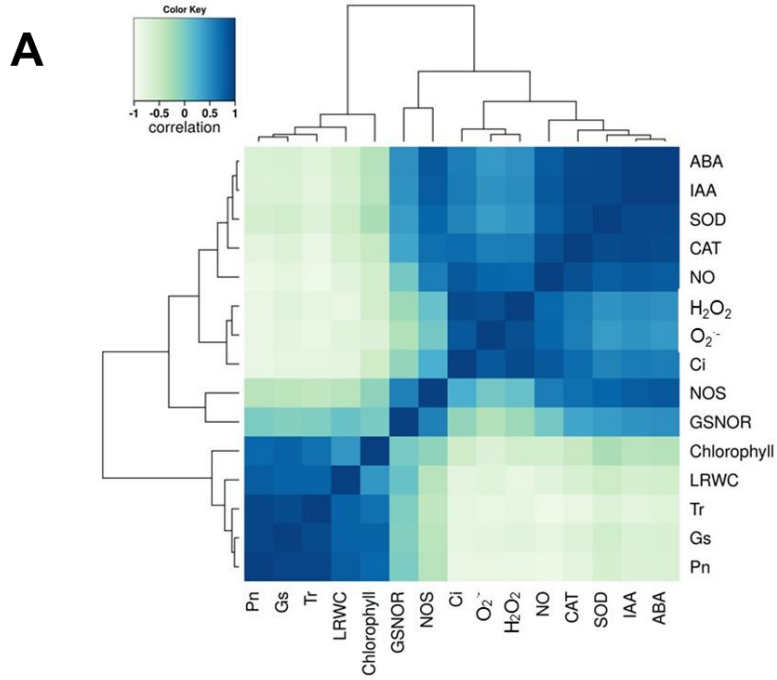 A
Color Key
-1 -0.5 0 0.5 1
correlation
ABA
IAA
SOD
CAT
NO
H₂O₂
O₂·-
Ci
NOS
GSNOR
Chlorophyll
LRWC
Tr
Gs
Pn
Pn Gs Tr LRWC Chlorophyll GSNOR NOS Ci O₂·- H₂O₂ NO CAT SOD IAA ABA